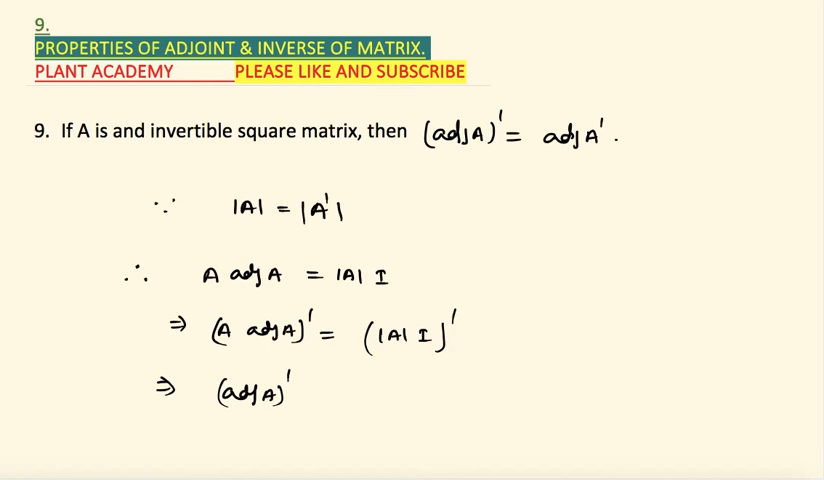 9.
PROPERTIES OF ADJOINT & INVERSE OF MATRIX.
PLANT ACADEMY PLEASE LIKE AND SUBSCRIBE
9. If A is and invertible square matrix, then (adj A)' = adj A'.
∵ |A| = |A'|
∴ A adj A = |A| I
⇒ (A adj A)' = (|A| I)'
⇒ (adj A)'